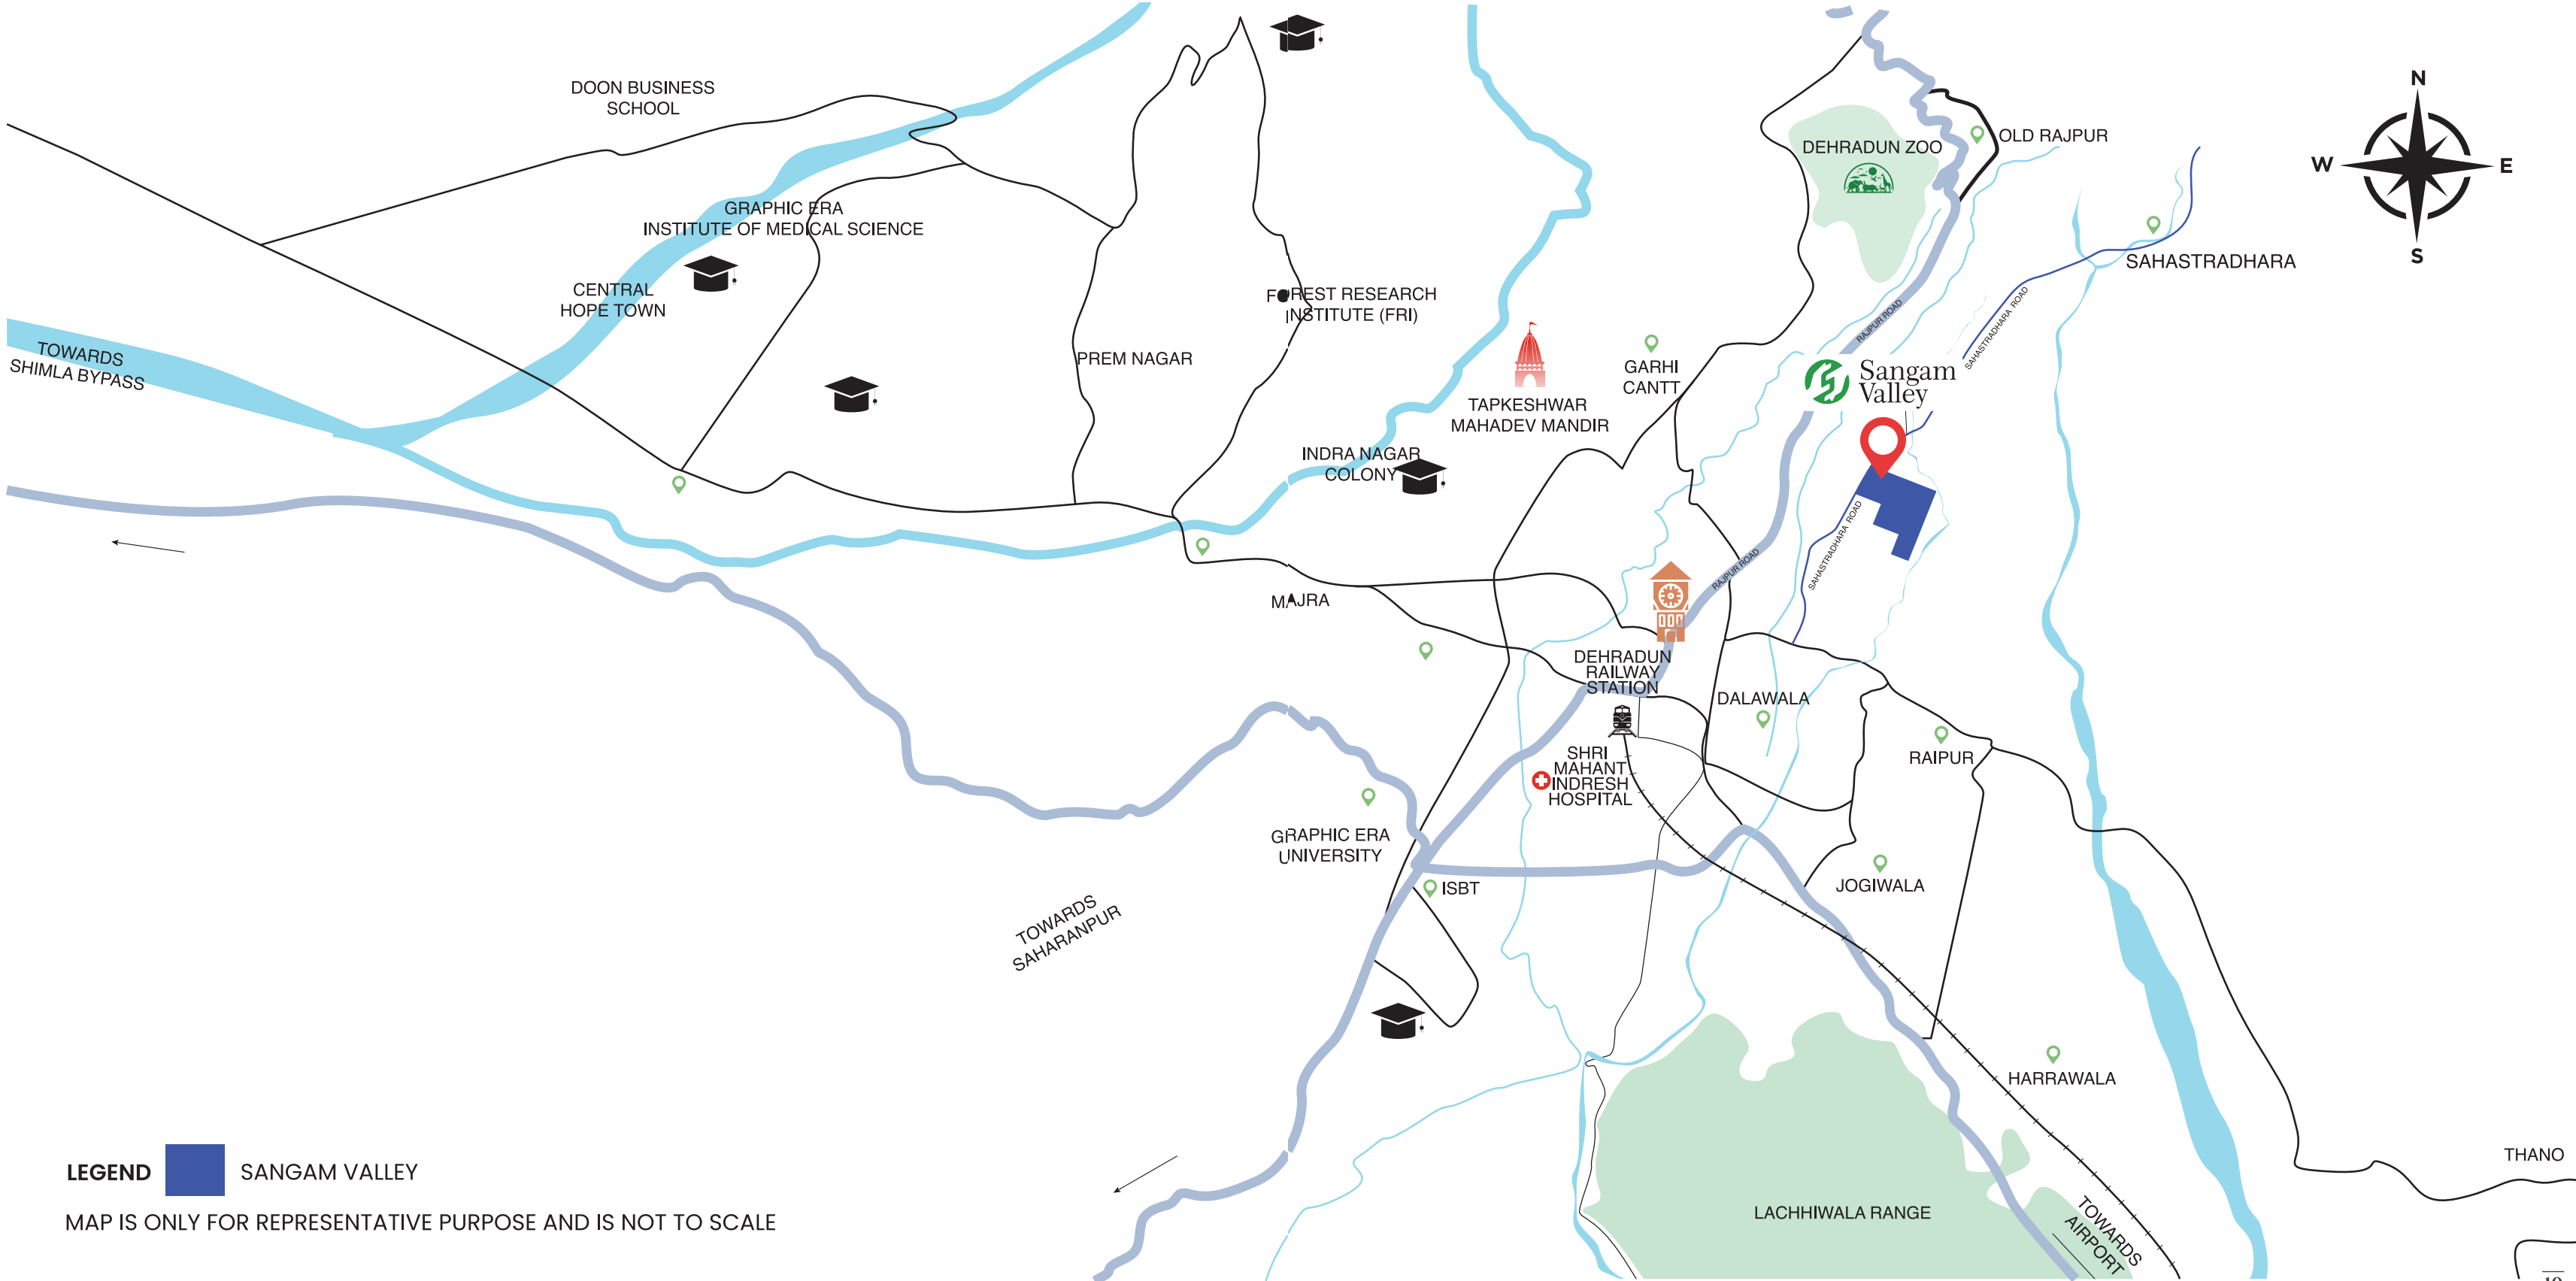 N
W
E
S
DOON BUSINESS
SCHOOL
DEHRADUN ZOO
OLD RAJPUR
GRAPHIC ERA
INSTITUTE OF MEDICAL SCIENCE
SAHASTRADHARA
CENTRAL
HOPE TOWN
FOREST RESEARCH
INSTITUTE (FRI)
RAJPUR ROAD
SAHASTRADHARA ROAD
TOWARDS
SHIMLA BYPASS
PREM NAGAR
GARHI
CANTT
Sangam
Valley
TAPKESHWAR
MAHADEV MANDIR
INDRA NAGAR
COLONY
SAHASTRADHARA ROAD
RAJPUR ROAD
MAJRA
DEHRADUN
RAILWAY
STATION
DALAWALA
RAIPUR
SHRI
MAHANT
INDRESH
HOSPITAL
GRAPHIC ERA
UNIVERSITY
ISBT
JOGIWALA
TOWARDS
SAHARANPUR
HARRAWALA
THANO
LACHHIWALA RANGE
TOWARDS
AIRPORT
LEGEND SANGAM VALLEY
MAP IS ONLY FOR REPRESENTATIVE PURPOSE AND IS NOT TO SCALE